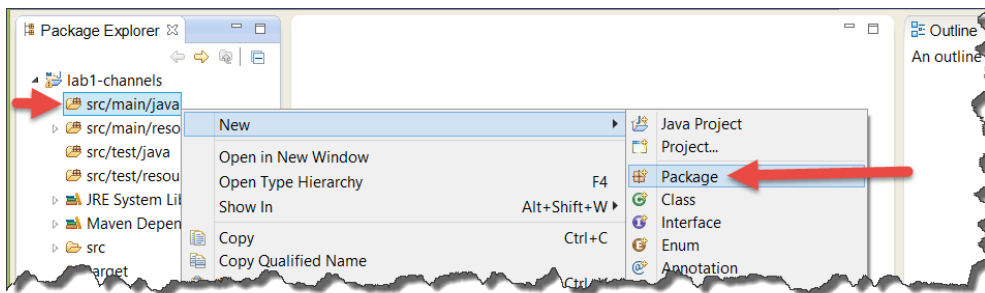 Package Explorer
Outline
An outline
lab1-channels
src/main/java
src/main/reso
src/test/java
src/test/resou
JRE System Lib
Maven Depen
src
target
New
Open in New Window
Open Type Hierarchy F4
Show In Alt+Shift+W
Copy Ctrl+C
Copy Qualified Name
Java Project
Project...
Package
Class
Interface
Enum
Annotation